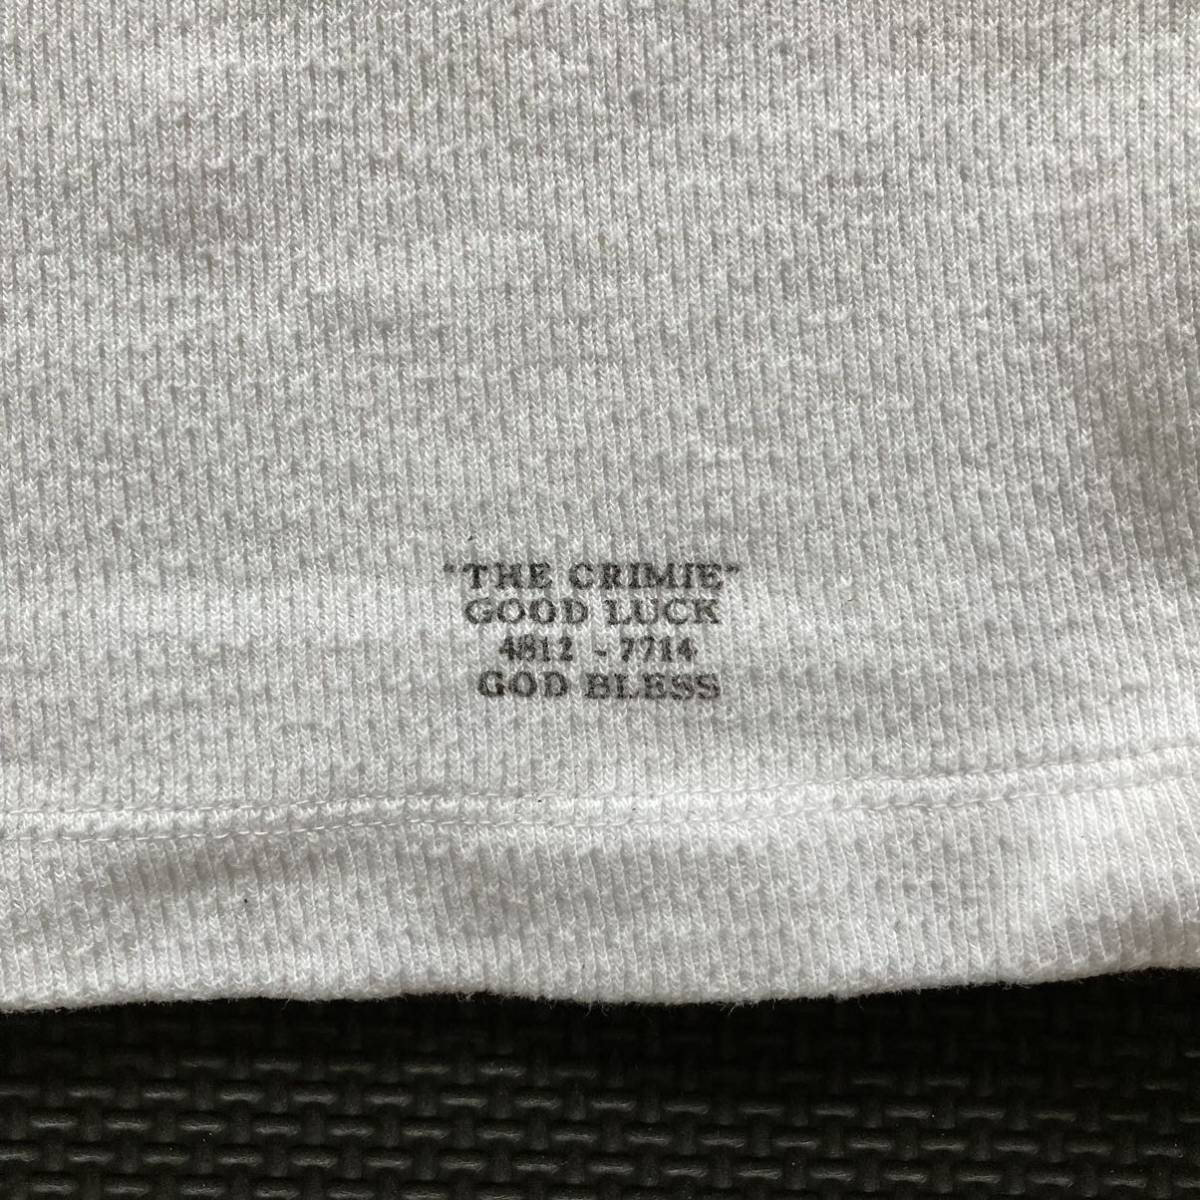 "THE CRIMIE"
GOOD LUCK
4812 - 7714
GOD BLESS